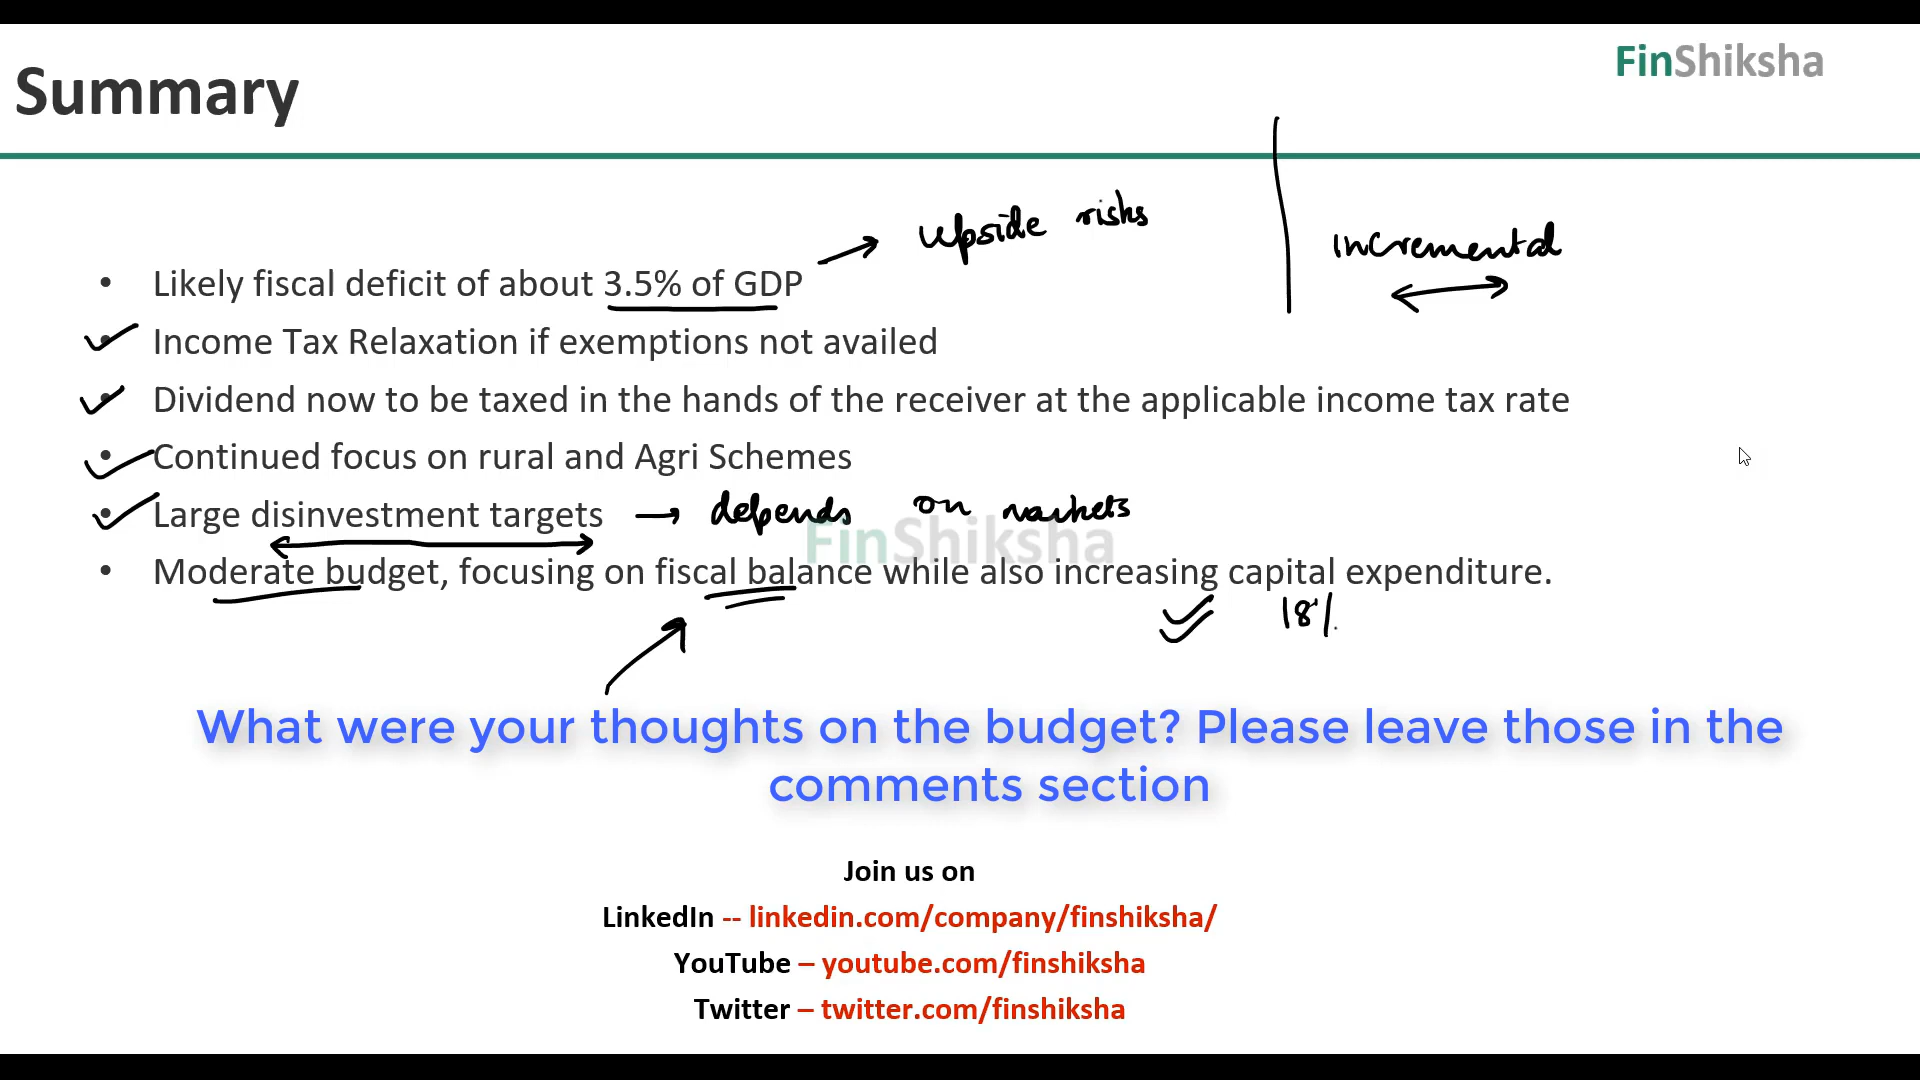 FinShiksha
Summary
upside risks
incremental
• Likely fiscal deficit of about 3.5% of GDP
• Income Tax Relaxation if exemptions not availed
• Dividend now to be taxed in the hands of the receiver at the applicable income tax rate
• Continued focus on rural and Agri Schemes
• Large disinvestment targets → depends on markets
FinShiksha
• Moderate budget, focusing on fiscal balance while also increasing capital expenditure.
18%
What were your thoughts on the budget? Please leave those in the
comments section
Join us on
LinkedIn -- linkedin.com/company/finshiksha/
YouTube – youtube.com/finshiksha
Twitter – twitter.com/finshiksha